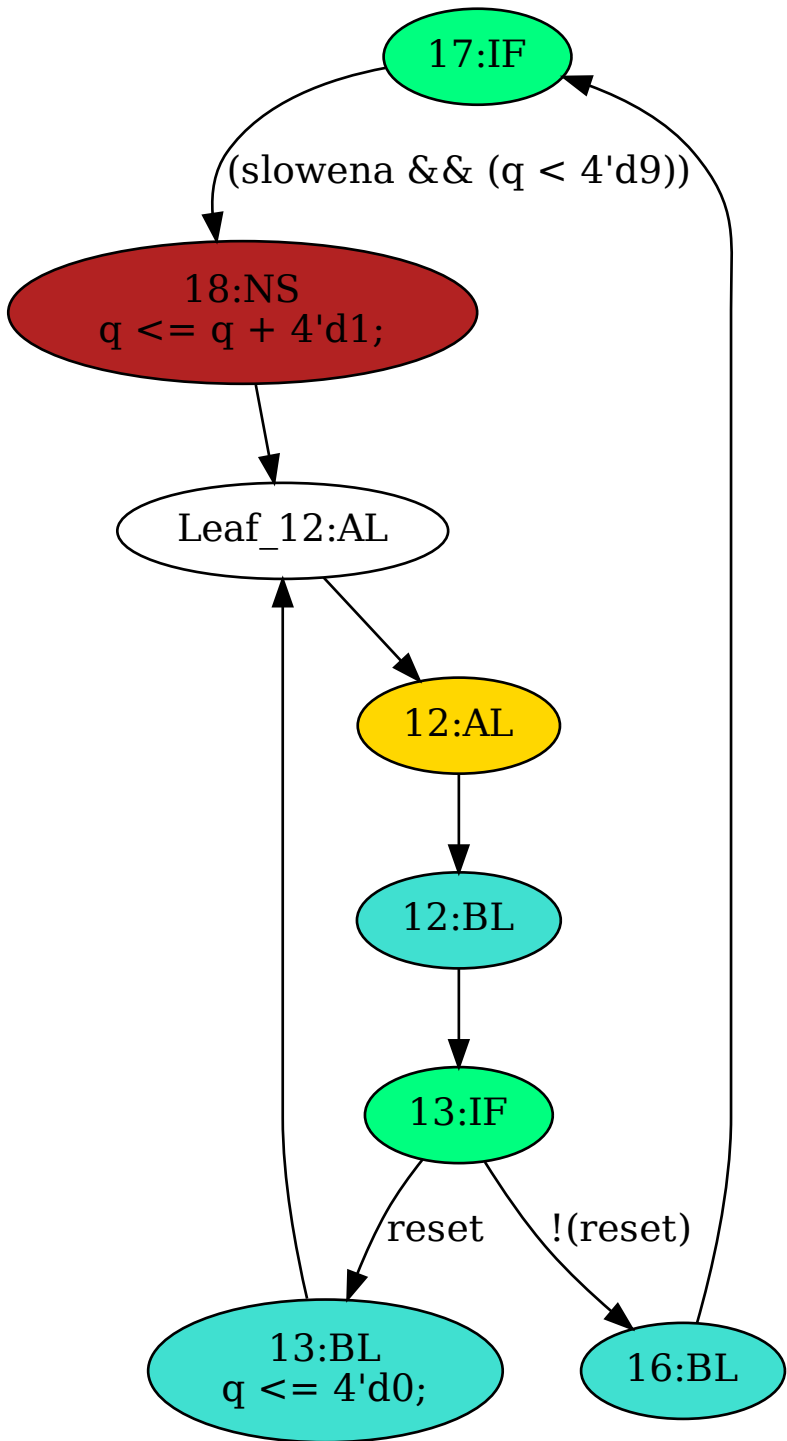 17:IF
(slowena && (q < 4'd9))
18:NS
q <= q + 4'd1;
Leaf_12:AL
12:AL
12:BL
13:IF
reset
!(reset)
13:BL
q <= 4'd0;
16:BL